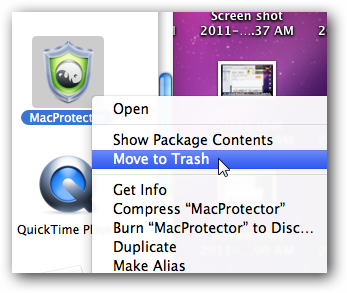 Screen shot
2011-....37 AM
2011-
MacProtect
Open
Show Package Contents
Move to Trash
QuickTime Pl
Get Info
Compress “MacProtector”
Burn “MacProtector” to Disc...
Duplicate
Make Alias